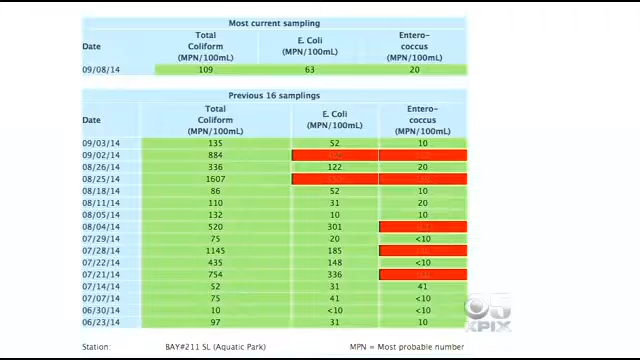 Most current sampling
Date Total Coliform (MPN/100mL) E. Coli (MPN/100mL) Entero-coccus (MPN/100mL)
09/08/14 109 63 20
Previous 16 samplings
Date Total Coliform (MPN/100mL) E. Coli (MPN/100mL) Entero-coccus (MPN/100mL)
09/03/14 135 52 10
09/02/14 884
08/26/14 336 122 20
08/25/14 1607
08/18/14 86 52 10
08/11/14 110 31 20
08/05/14 132 10 10
08/04/14 520 301
07/29/14 75 20 <10
07/28/14 1145 185
07/22/14 435 148 <10
07/21/14 754 336
07/14/14 52 31 41
07/07/14 75 41 <10
06/30/14 10 <10 <10
06/23/14 97 31 10
Station: BAY#211 SL (Aquatic Park) MPN = Most probable number
5
KPIX